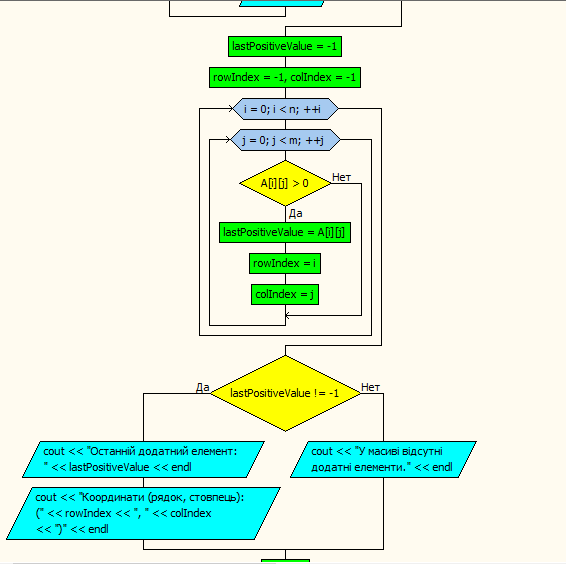 lastPositiveValue = -1
rowIndex = -1, colIndex = -1
i = 0; i < n; ++i
j = 0; j < m; ++j
A[i][j] > 0
Нет
Да
lastPositiveValue = A[i][j]
rowIndex = i
colIndex = j
lastPositiveValue != -1
Да
Нет
cout << "Останній додатний елемент:
" << lastPositiveValue << endl
cout << "У масиві відсутні
додатні елементи." << endl
cout << "Координати (рядок, стовпець):
(" << rowIndex << ", " << colIndex
<< ")" << endl